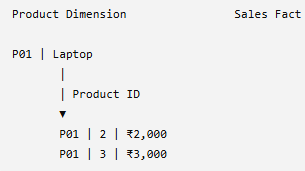 Product Dimension Sales Fact
P01 | Laptop
|
| Product ID
▼
P01 | 2 | ₹2,000
P01 | 3 | ₹3,000